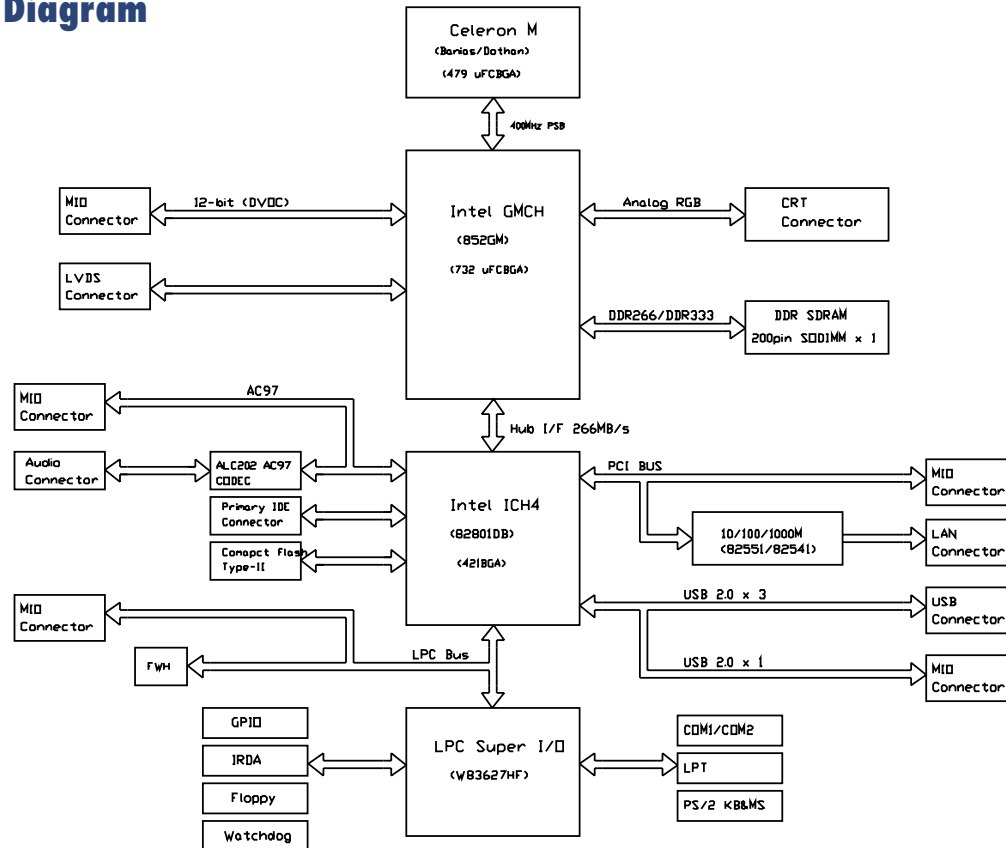 Diagram
Celeron M
(Banias/Dothan)
(479 uFCBGA)
400MHz PSB
MIO
Connector
12-bit (DVOC)
Intel GMCH
(852GM)
(732 uFCBGA)
Analog RGB
CRT
Connector
LVDS
Connector
DDR266/DDR333
DDR SDRAM
200pin SODIMM x 1
MIO
Connector
AC97
Hub I/F 266MB/s
Audio
Connector
ALC202 AC97
CODEC
Primary IDE
Connector
Conapct Flash
Type-II
Intel ICH4
(82801DB)
(421BGA)
PCI BUS
MIO
Connector
10/100/1000M
(82551/82541)
LAN
Connector
USB 2.0 x 3
USB
Connector
USB 2.0 x 1
MIO
Connector
MIO
Connector
LPC Bus
FWH
GPIO
IRDA
Floppy
Watchdog
LPC Super I/O
(W83627HF)
COM1/COM2
LPT
PS/2 KB&MS